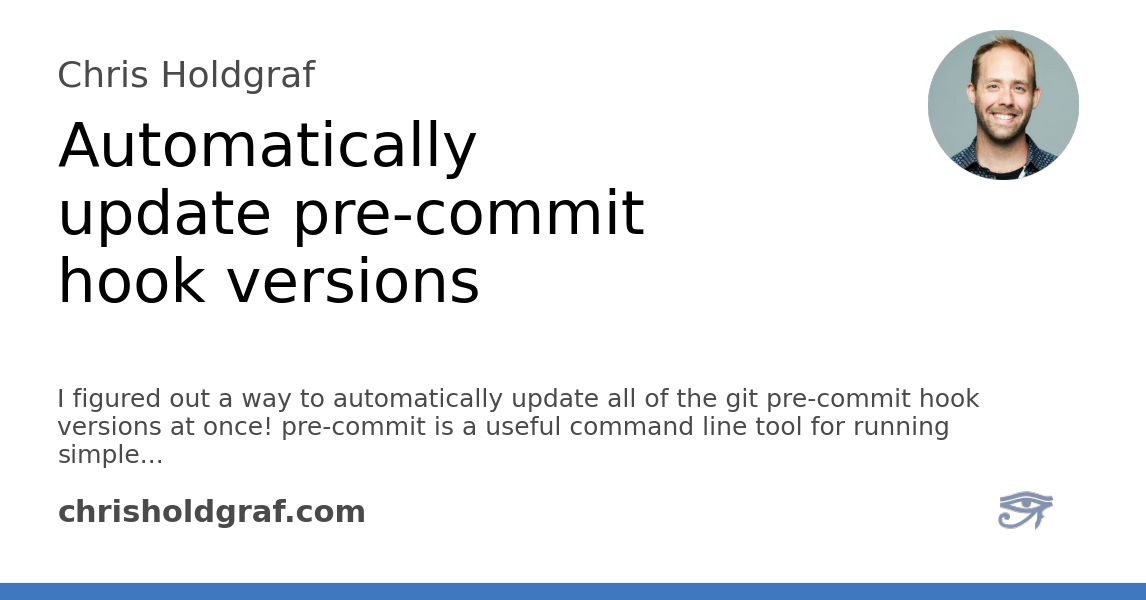 Chris Holdgraf
Automatically
update pre-commit
hook versions
I figured out a way to automatically update all of the git pre-commit hook
versions at once! pre-commit is a useful command line tool for running
simple...
chrisholdgraf.com